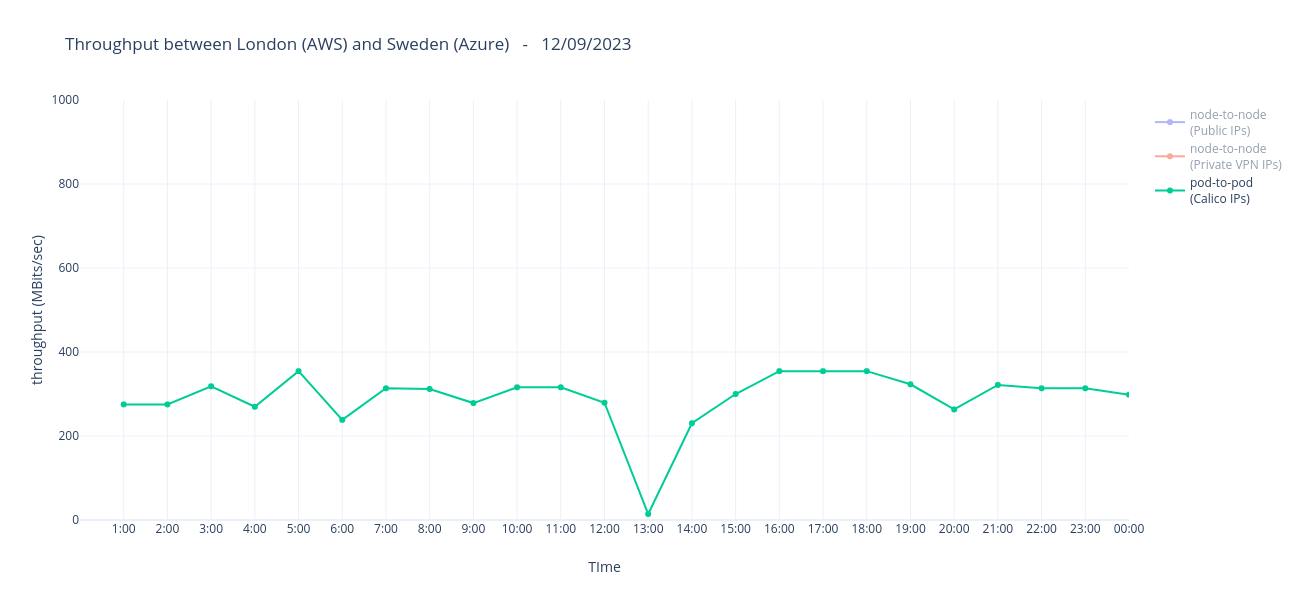 Throughput between London (AWS) and Sweden (Azure)   -   12/09/2023
1000
800
600
400
200
0
throughput (MBits/sec)
1:00 2:00 3:00 4:00 5:00 6:00 7:00 8:00 9:00 10:00 11:00 12:00 13:00 14:00 15:00 16:00 17:00 18:00 19:00 20:00 21:00 22:00 23:00 00:00
TIme
node-to-node
(Public IPs)
node-to-node
(Private VPN IPs)
pod-to-pod
(Calico IPs)